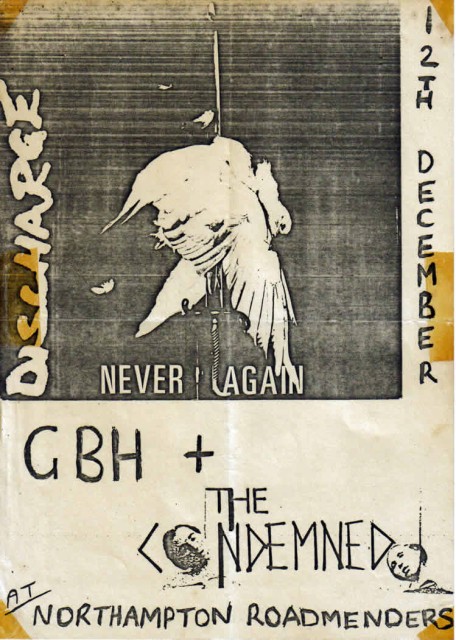 DISCHARGE
12TH DECEMBER
NEVER AGAIN
GBH +
THE
CONDEMNED
AT
NORTHAMPTON ROADMENDERS